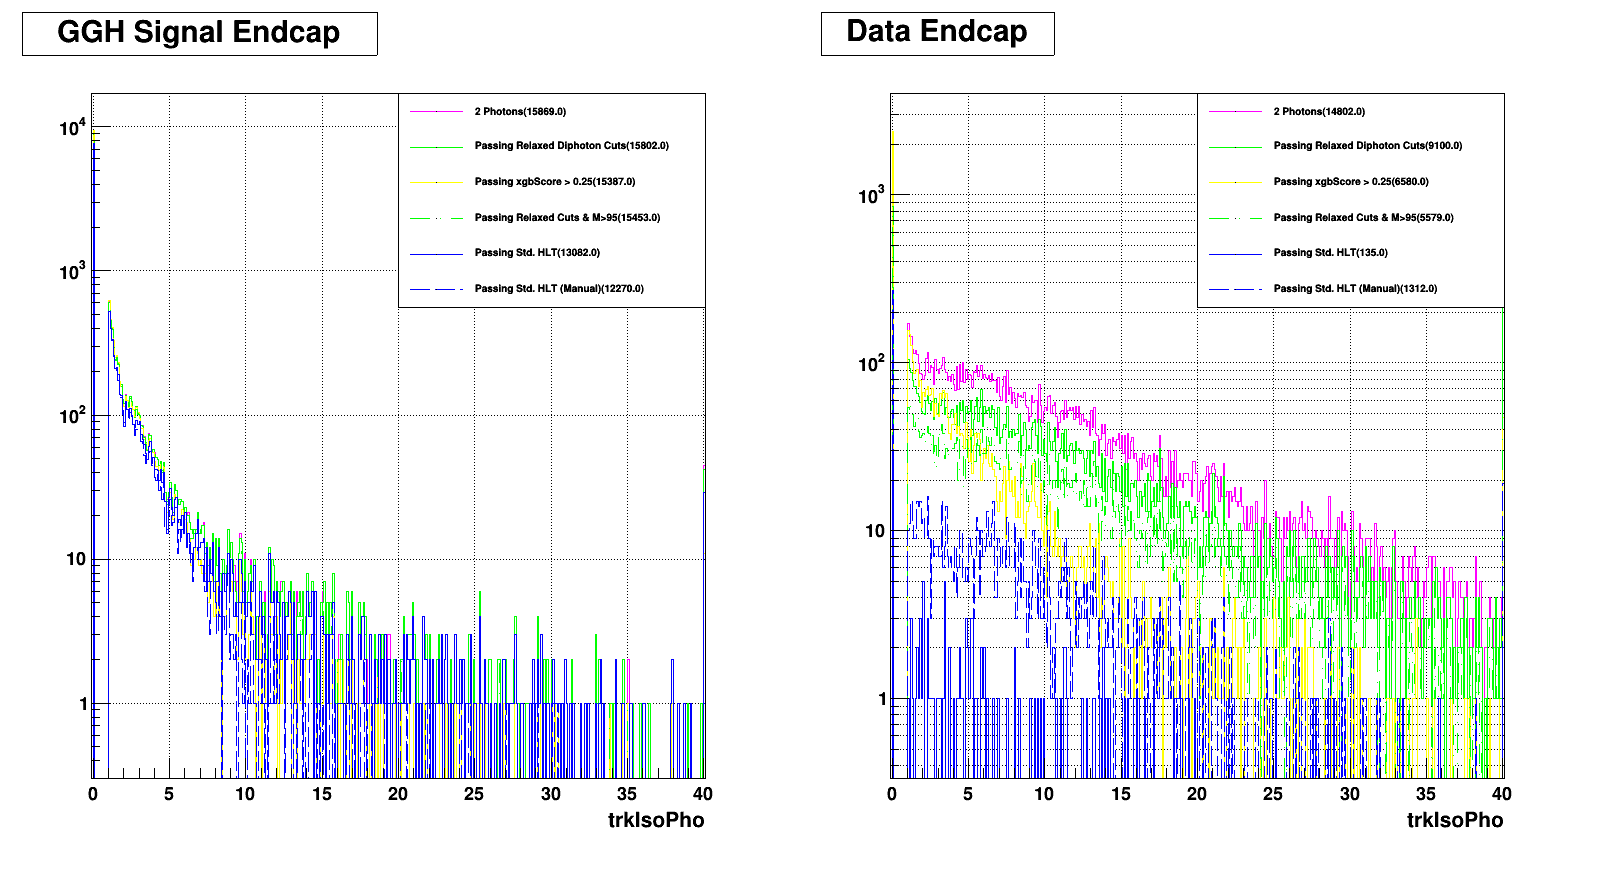 GGH Signal Endcap
2 Photons(15869.0)
Passing Relaxed Diphoton Cuts(15802.0)
Passing xgbScore > 0.25(15387.0)
Passing Relaxed Cuts & M>95(15453.0)
Passing Std. HLT(13082.0)
Passing Std. HLT (Manual)(12270.0)
10^4
10^3
10^2
10
1
0 5 10 15 20 25 30 35 40
trkIsoPho
Data Endcap
2 Photons(14802.0)
Passing Relaxed Diphoton Cuts(9100.0)
Passing xgbScore > 0.25(6580.0)
Passing Relaxed Cuts & M>95(5579.0)
Passing Std. HLT(135.0)
Passing Std. HLT (Manual)(1312.0)
10^3
10^2
10
1
0 5 10 15 20 25 30 35 40
trkIsoPho